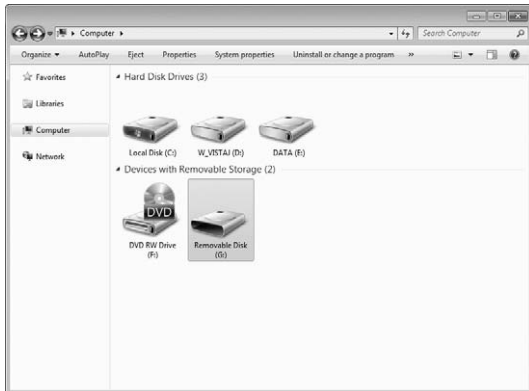 Computer
Search Computer
Organize AutoPlay Eject Properties System properties Uninstall or change a program »
Favorites
Libraries
Computer
Network
Hard Disk Drives (3)
Local Disk (C:) W_VISTAJ (D:) DATA (E:)
Devices with Removable Storage (2)
DVD
DVD RW Drive (F:)
Removable Disk (G:)